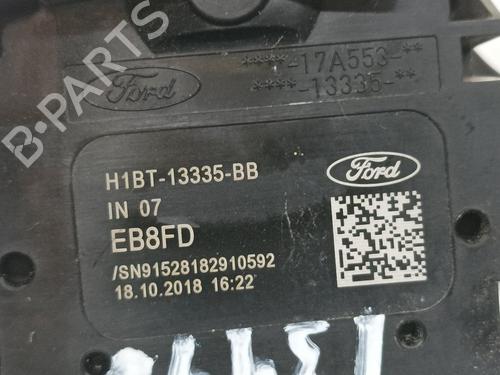 ****-17A553-**
****-13335-**
Ford
H1BT-13335-BB
Ford
IN 07
EB8FD
/SN91528182910592
18.10.2018 16:22
B-PARTS